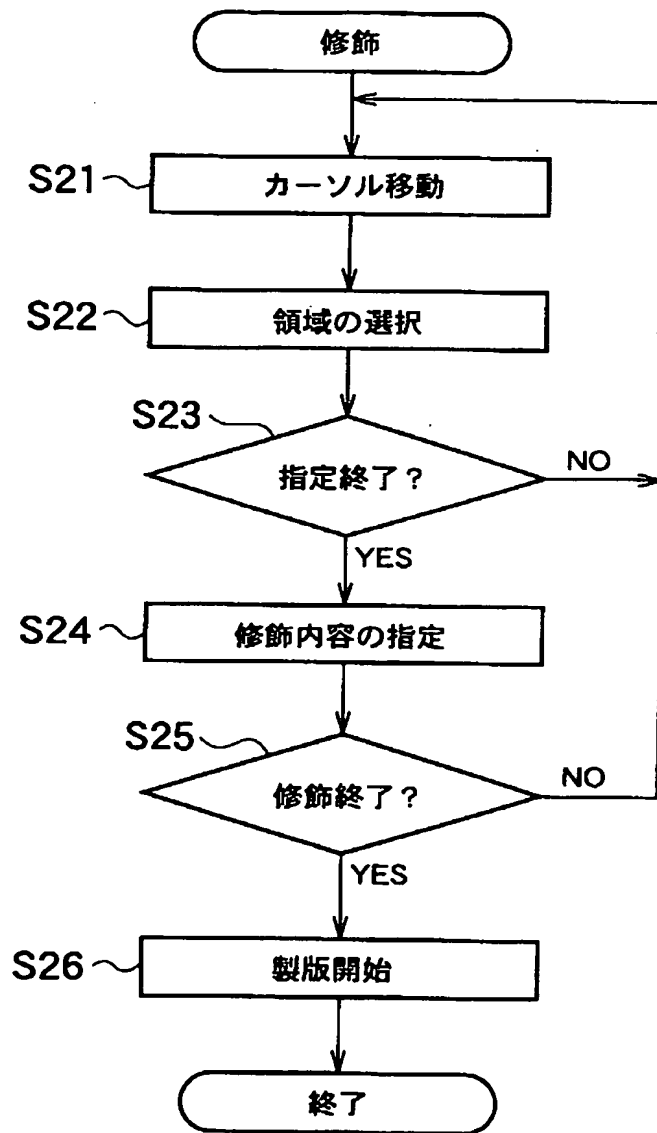 修飾
S21
カーソル移動
S22
領域の選択
S23
指定終了?
NO
YES
S24
修飾内容の指定
S25
修飾終了?
NO
YES
S26
製版開始
終了